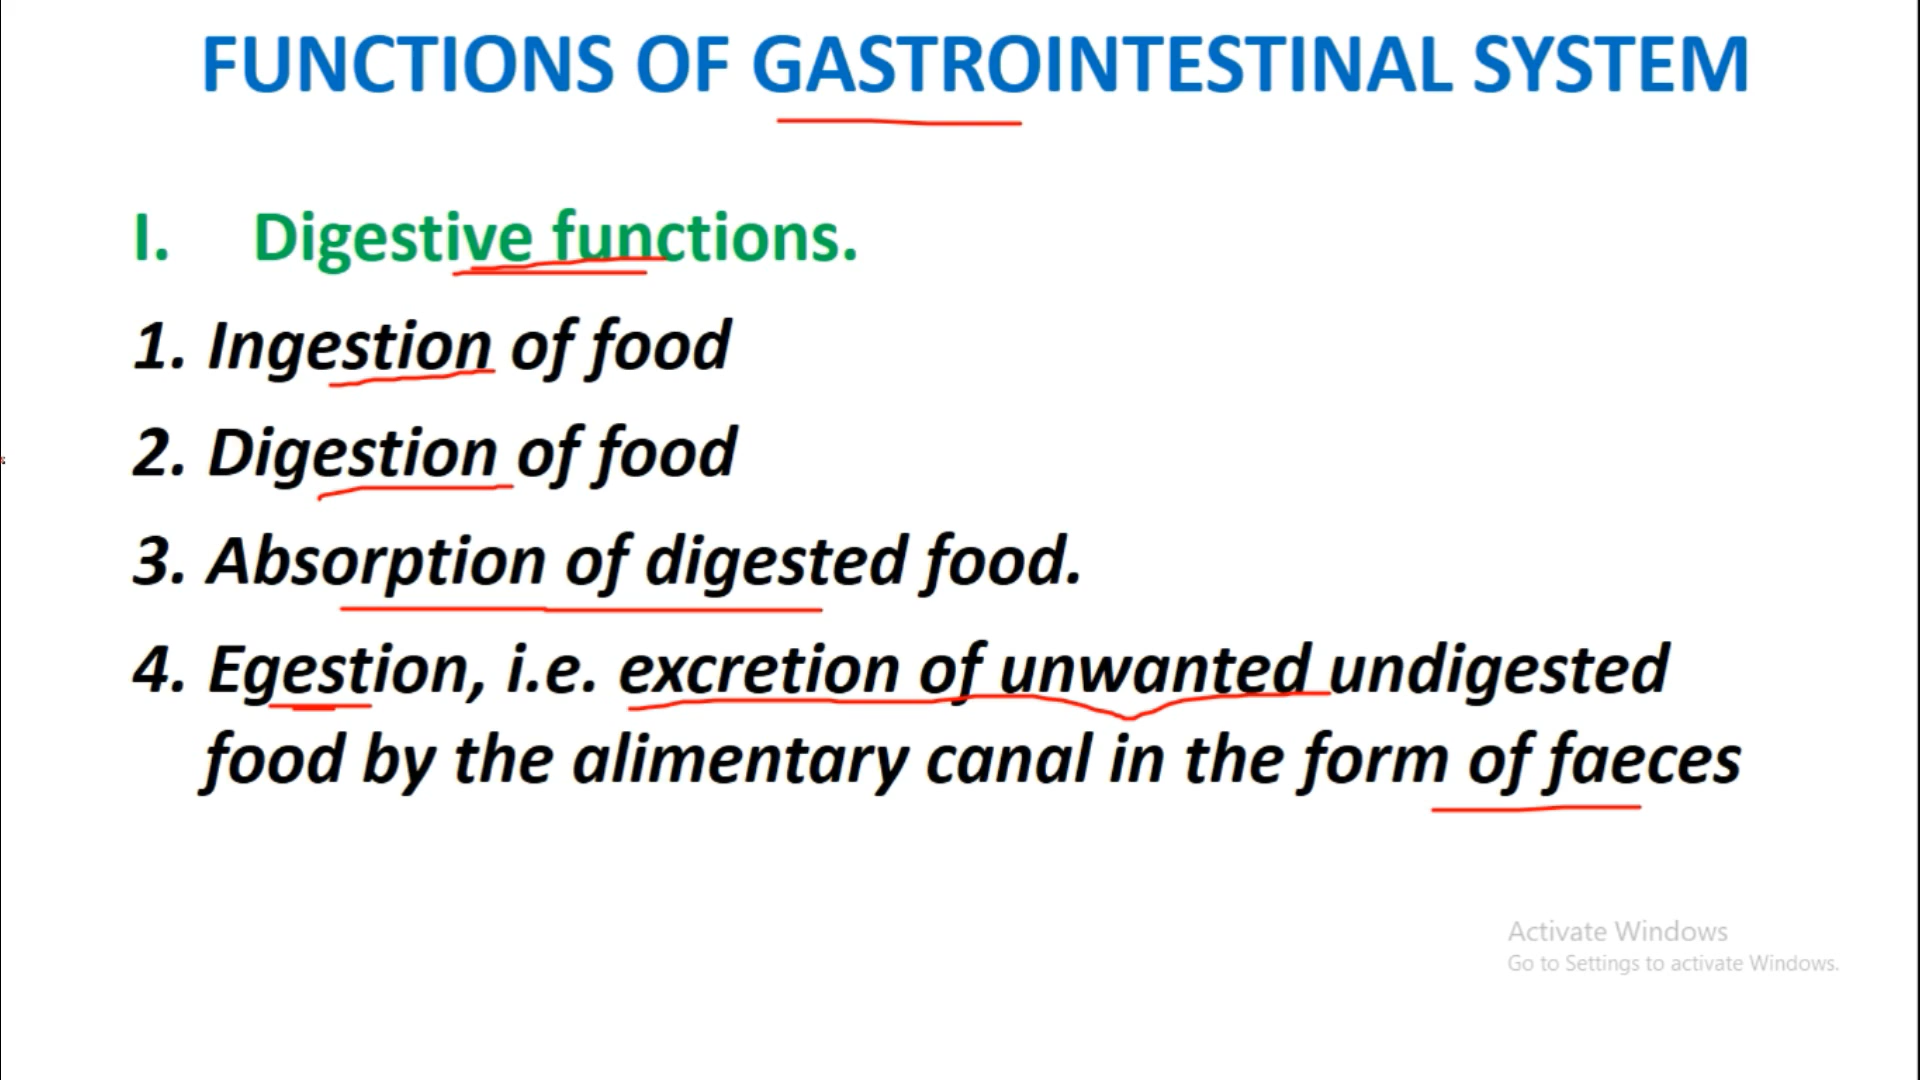 FUNCTIONS OF GASTROINTESTINAL SYSTEM
I. Digestive functions.
1. Ingestion of food
2. Digestion of food
3. Absorption of digested food.
4. Egestion, i.e. excretion of unwanted undigested
food by the alimentary canal in the form of faeces
Activate Windows
Go to Settings to activate Windows.